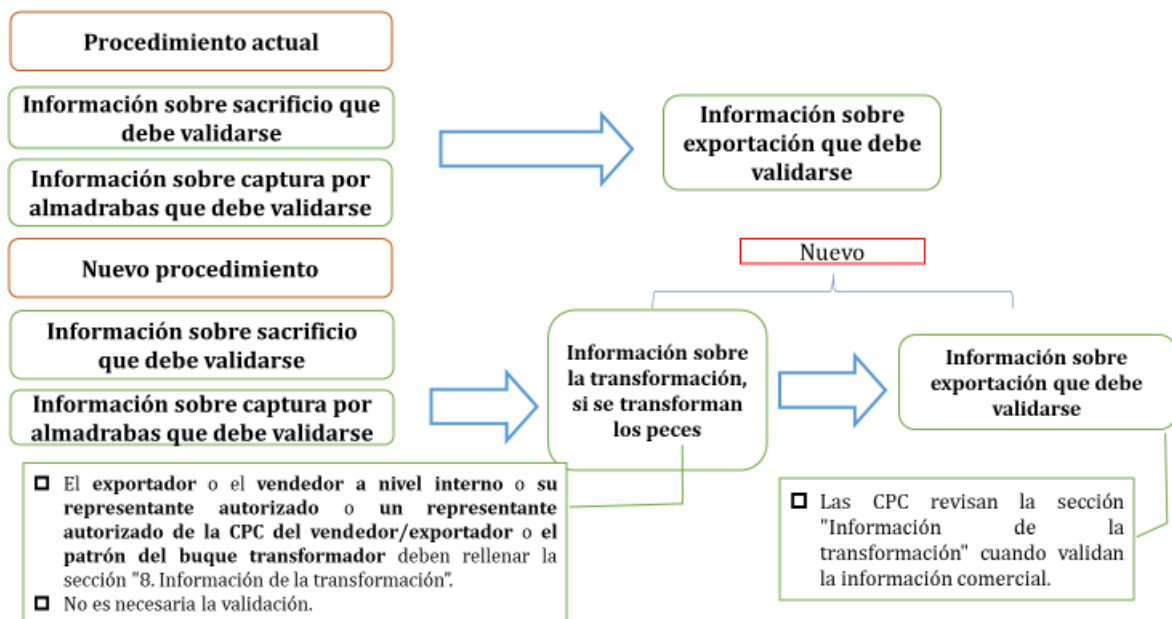 Procedimiento actual
Información sobre sacrificio que
debe validarse
Información sobre captura por
almadrabas que debe validarse
Información sobre
exportación que debe
validarse
Nuevo procedimiento
Nuevo
Información sobre sacrificio
que debe validarse
Información sobre captura por
almadrabas que debe validarse
Información sobre
la transformación,
si se transforman
los peces
Información sobre
exportación que debe
validarse
El exportador o el vendedor a nivel interno o su
representante autorizado o un representante
autorizado de la CPC del vendedor/exportador o el
patrón del buque transformador deben rellenar la
sección "8. Información de la transformación”.
No es necesaria la validación.
Las CPC revisan la sección
"Información de la
transformación" cuando validan
la información comercial.